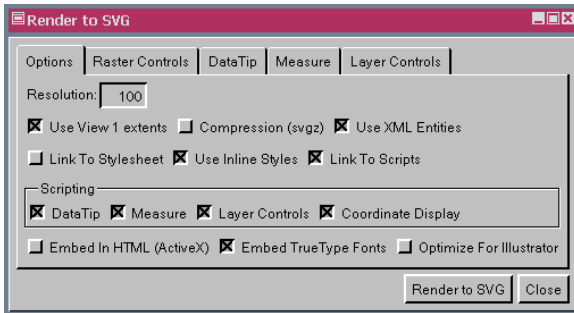 Render to SVG
Options Raster Controls DataTip Measure Layer Controls
Resolution: 100
Use View 1 extents Compression (svgz) Use XML Entities
Link To Stylesheet Use Inline Styles Link To Scripts
Scripting
DataTip Measure Layer Controls Coordinate Display
Embed In HTML (ActiveX) Embed TrueType Fonts Optimize For Illustrator
Render to SVG Close